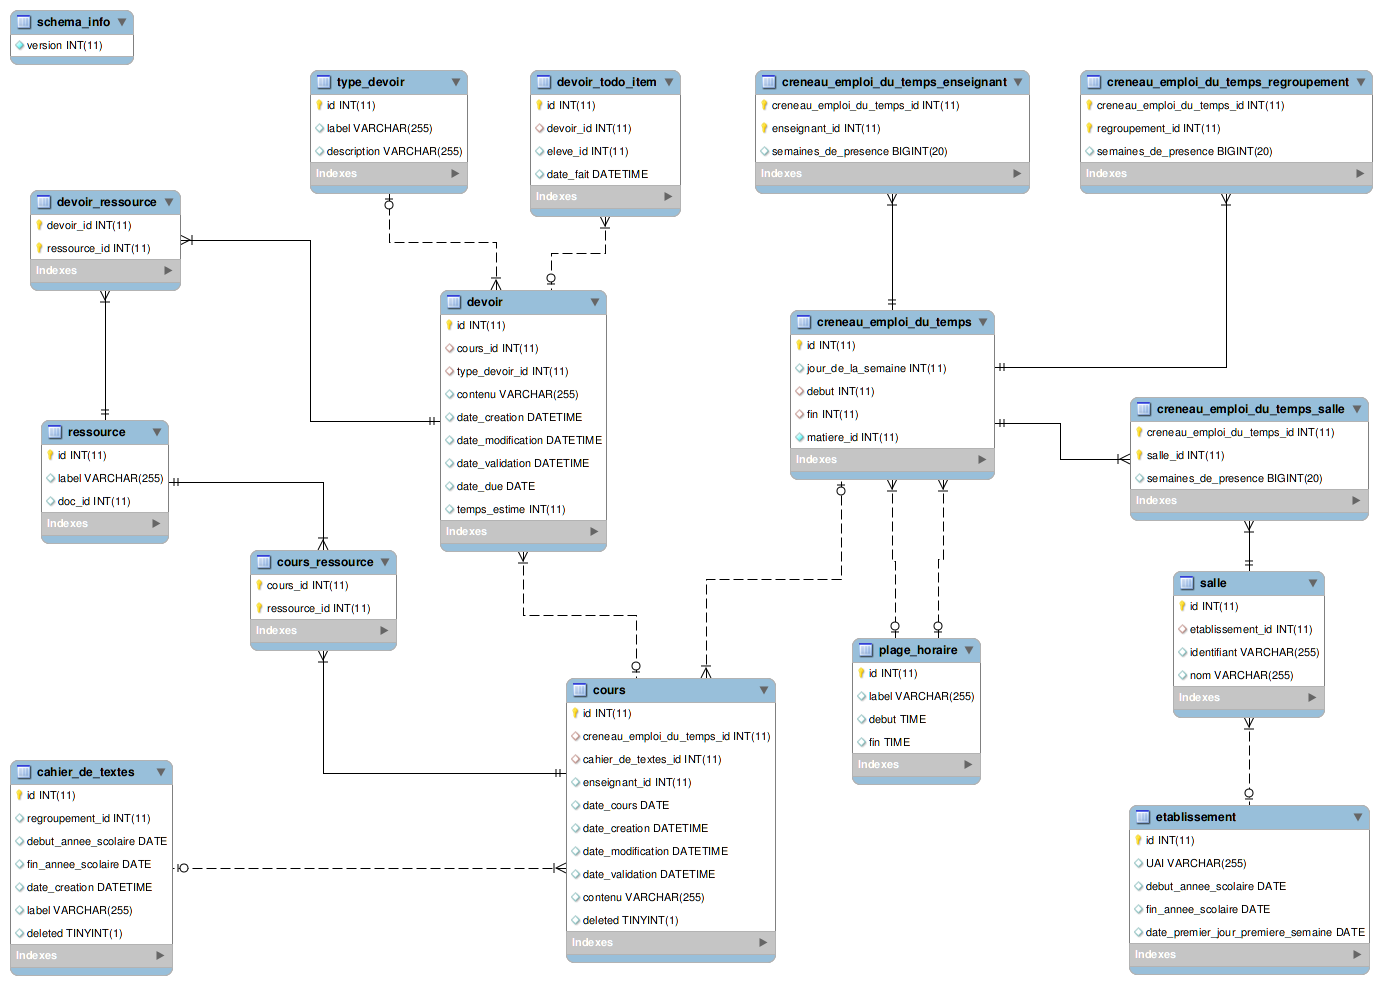 schema_info
version INT(11)
type_devoir
id INT(11)
label VARCHAR(255)
description VARCHAR(255)
Indexes
devoir_todo_item
id INT(11)
devoir_id INT(11)
eleve_id INT(11)
date_fait DATETIME
Indexes
creneau_emploi_du_temps_enseignant
creneau_emploi_du_temps_id INT(11)
enseignant_id INT(11)
semaines_de_presence BIGINT(20)
Indexes
creneau_emploi_du_temps_regroupement
creneau_emploi_du_temps_id INT(11)
regroupement_id INT(11)
semaines_de_presence BIGINT(20)
Indexes
devoir_ressource
devoir_id INT(11)
ressource_id INT(11)
Indexes
devoir
id INT(11)
cours_id INT(11)
type_devoir_id INT(11)
contenu VARCHAR(255)
date_creation DATETIME
date_modification DATETIME
date_validation DATETIME
date_due DATE
temps_estime INT(11)
Indexes
creneau_emploi_du_temps
id INT(11)
jour_de_la_semaine INT(11)
debut INT(11)
fin INT(11)
matiere_id INT(11)
Indexes
creneau_emploi_du_temps_salle
creneau_emploi_du_temps_id INT(11)
salle_id INT(11)
semaines_de_presence BIGINT(20)
Indexes
ressource
id INT(11)
label VARCHAR(255)
doc_id INT(11)
Indexes
cours_ressource
cours_id INT(11)
ressource_id INT(11)
Indexes
salle
id INT(11)
etablissement_id INT(11)
identifiant VARCHAR(255)
nom VARCHAR(255)
Indexes
plage_horaire
id INT(11)
label VARCHAR(255)
debut TIME
fin TIME
Indexes
cours
id INT(11)
creneau_emploi_du_temps_id INT(11)
cahier_de_textes_id INT(11)
enseignant_id INT(11)
date_cours DATE
date_creation DATETIME
date_modification DATETIME
date_validation DATETIME
contenu VARCHAR(255)
deleted TINYINT(1)
Indexes
cahier_de_textes
id INT(11)
regroupement_id INT(11)
debut_annee_scolaire DATE
fin_annee_scolaire DATE
date_creation DATETIME
label VARCHAR(255)
deleted TINYINT(1)
Indexes
etablissement
id INT(11)
UAI VARCHAR(255)
debut_annee_scolaire DATE
fin_annee_scolaire DATE
date_premier_jour_premiere_semaine DATE
Indexes